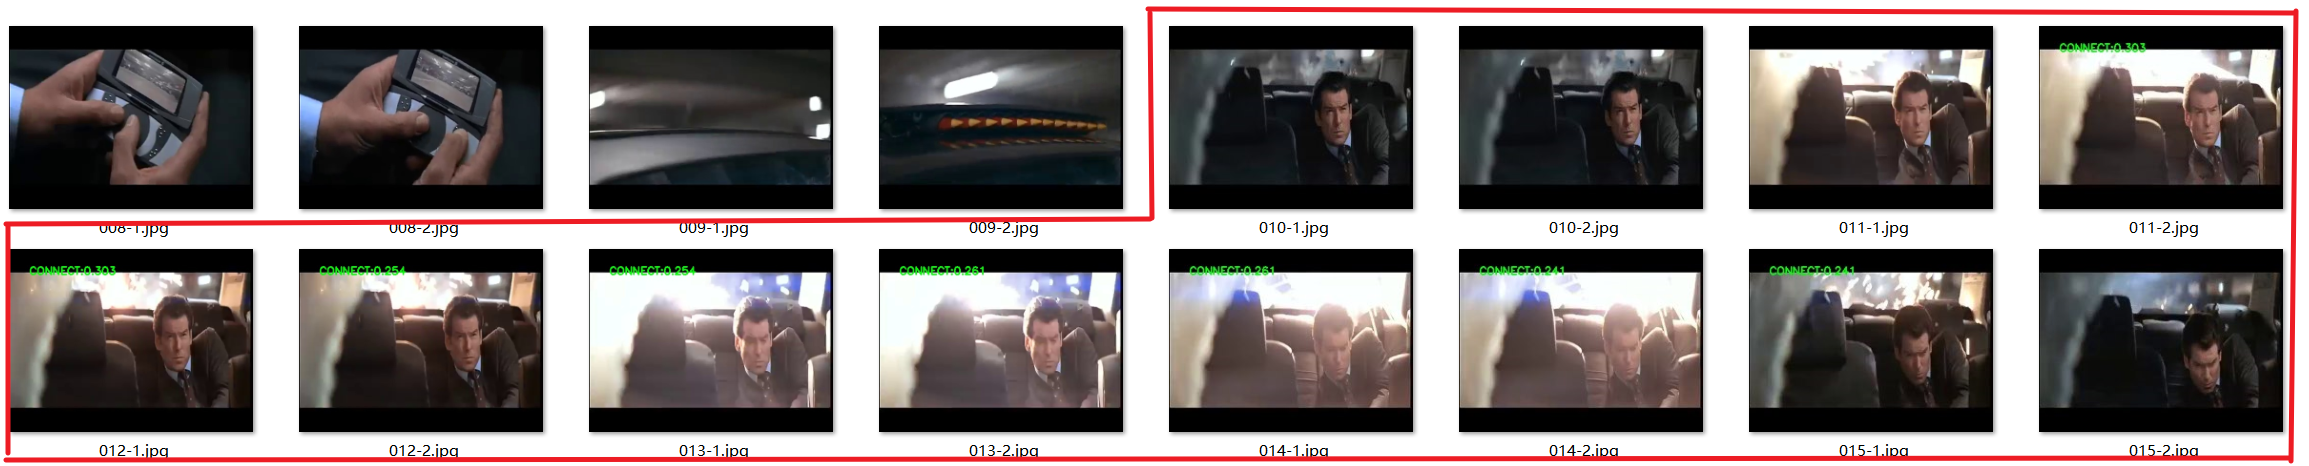 008-1.jpg 008-2.jpg 009-1.jpg 009-2.jpg 010-1.jpg 010-2.jpg 011-1.jpg 011-2.jpg
CONNECT:0.303
CONNECT:0.303 CONNECT:0.254 CONNECT:0.254 CONNECT:0.261 CONNECT:0.261 CONNECT:0.241 CONNECT:0.241
012-1.jpg 012-2.jpg 013-1.jpg 013-2.jpg 014-1.jpg 014-2.jpg 015-1.jpg 015-2.jpg